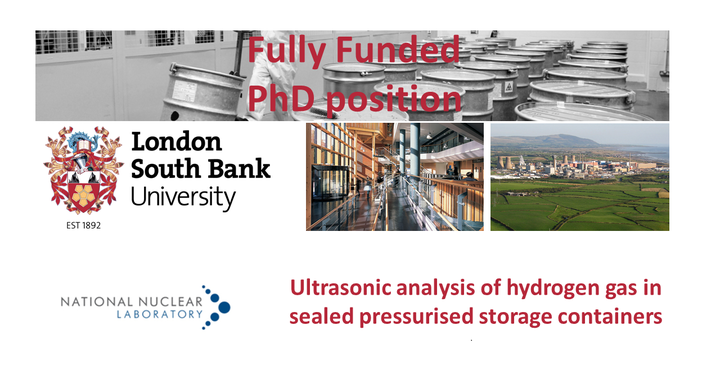 Fully Funded
PhD position
London
South Bank
University
EST 1892
NATIONAL NUCLEAR
LABORATORY
Ultrasonic analysis of hydrogen gas in
sealed pressurised storage containers
.